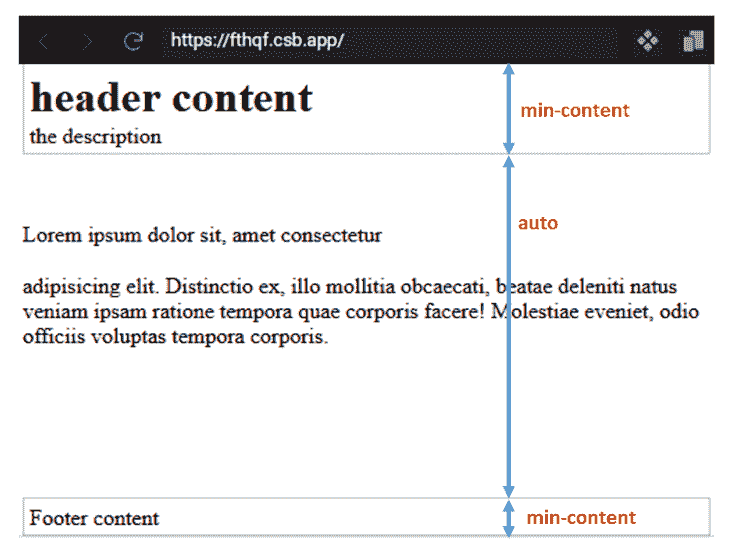 https://fthqf.csb.app/
header content
min-content
the description
auto
Lorem ipsum dolor sit, amet consectetur
adipisicing elit. Distinctio ex, illo mollitia obcaecati, beatae deleniti natus
veniam ipsam ratione tempora quae corporis facere! Molestiae eveniet, odio
officiis voluptas tempora corporis.
Footer content
min-content